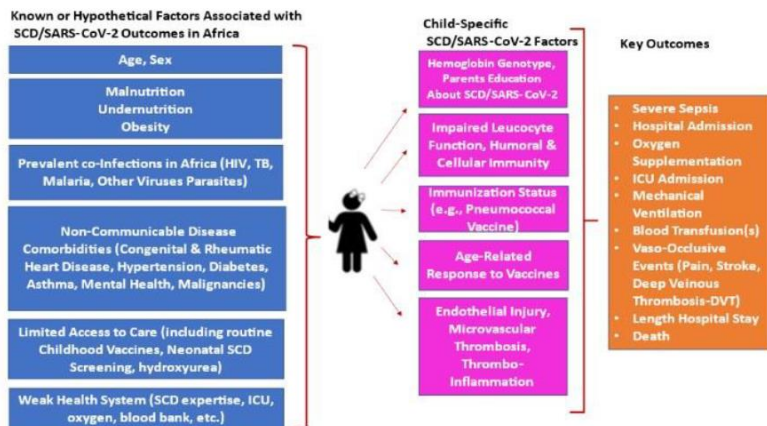 Known or Hypothetical Factors Associated with
SCD/SARS-CoV-2 Outcomes in Africa
Age, Sex
Malnutrition
Undernutrition
Obesity
Prevalent co-Infections in Africa (HIV, TB,
Malaria, Other Viruses Parasites)
Non-Communicable Disease
Comorbidities (Congenital & Rheumatic
Heart Disease, Hypertension, Diabetes,
Asthma, Mental Health, Malignancies)
Limited Access to Care (including routine
Childhood Vaccines, Neonatal SCD
Screening, hydroxyurea)
Weak Health System (SCD expertise, ICU,
oxygen, blood bank, etc.)
Child-Specific
SCD/SARS-CoV-2 Factors
Hemoglobin Genotype,
Parents Education
About SCD/SARS-CoV-2
Impaired Leucocyte
Function, Humoral &
Cellular Immunity
Immunization Status
(e.g., Pneumococcal
Vaccine)
Age-Related
Response to Vaccines
Endothelial Injury,
Microvascular
Thrombosis,
Thrombo-
Inflammation
Key Outcomes
• Severe Sepsis
• Hospital Admission
• Oxygen
Supplementation
• ICU Admission
• Mechanical
Ventilation
• Blood Transfusion(s)
• Vaso-Occlusive
Events (Pain, Stroke,
Deep Veinous
Thrombosis-DVT)
• Length Hospital Stay
• Death